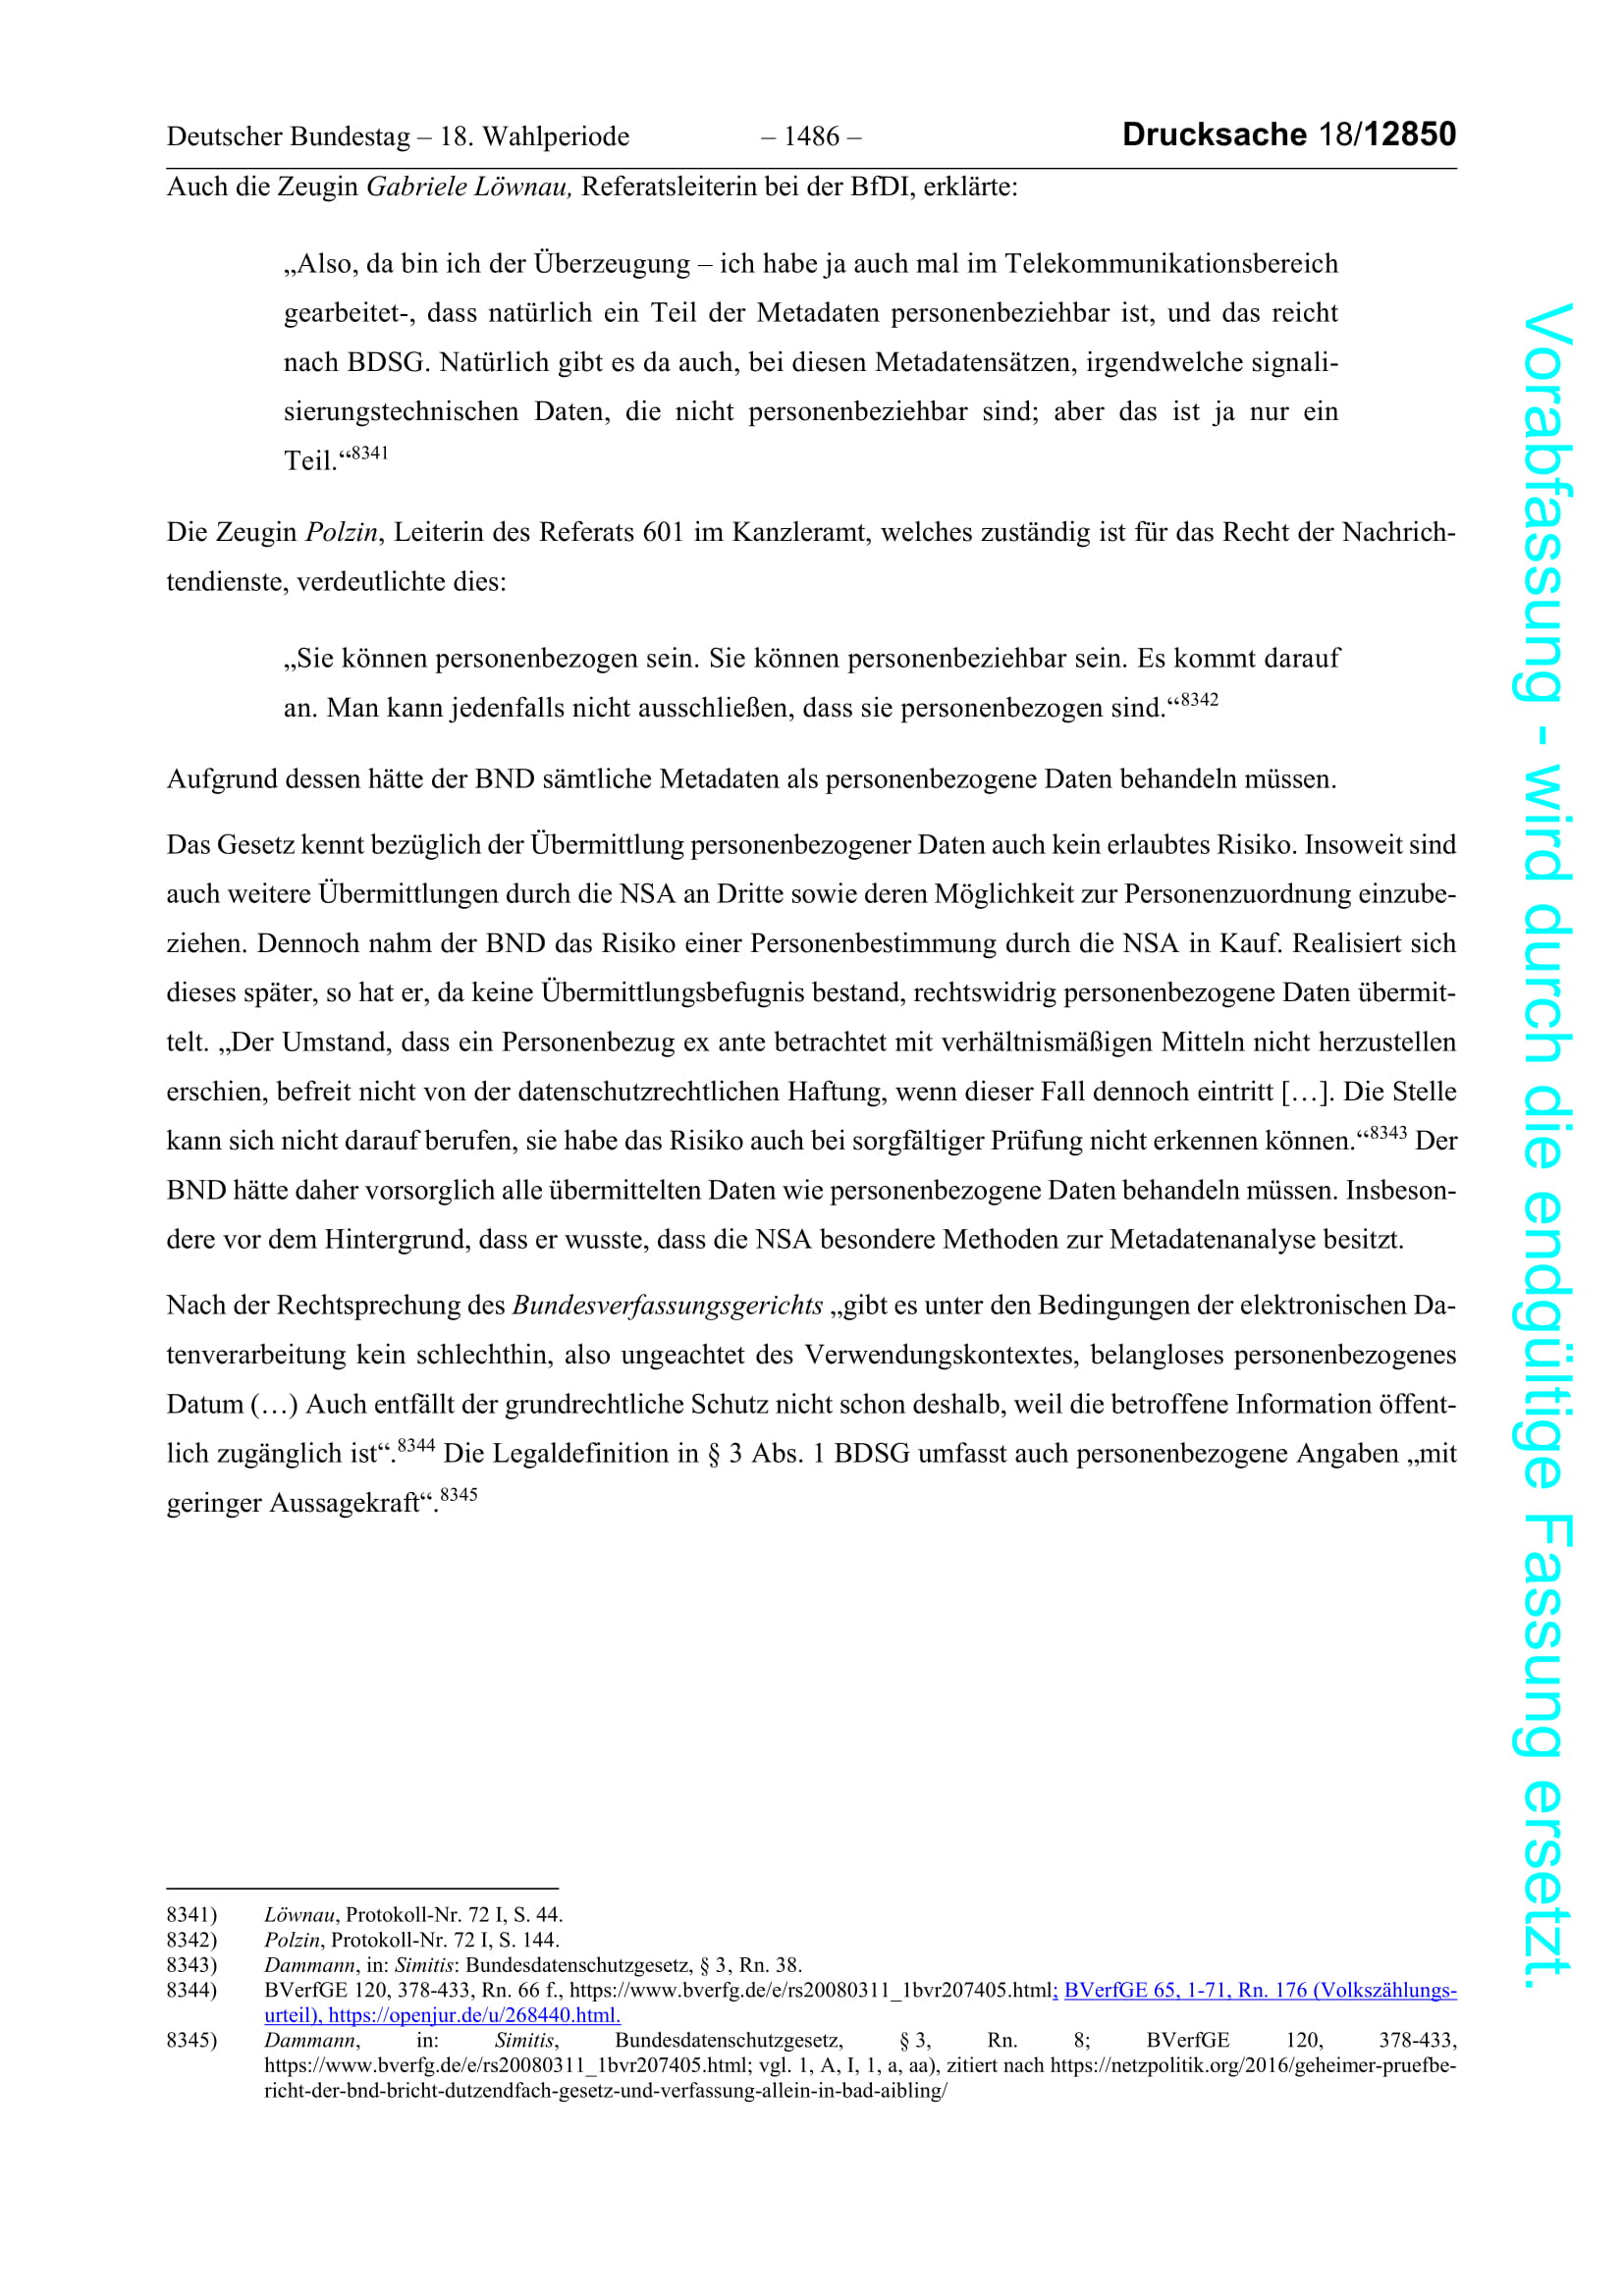 Deutscher Bundestag – 18. Wahlperiode – 1486 – Drucksache 18/12850
Auch die Zeugin Gabriele Löwnau, Referatsleiterin bei der BfDI, erklärte:
„Also, da bin ich der Überzeugung – ich habe ja auch mal im Telekommunikationsbereich
gearbeitet-, dass natürlich ein Teil der Metadaten personenbeziehbar ist, und das reicht
nach BDSG. Natürlich gibt es da auch, bei diesen Metadatensätzen, irgendwelche signali-
sierungstechnischen Daten, die nicht personenbeziehbar sind; aber das ist ja nur ein
Teil.“8341
Die Zeugin Polzin, Leiterin des Referats 601 im Kanzleramt, welches zuständig ist für das Recht der Nachrich-
tendienste, verdeutlichte dies:
„Sie können personenbezogen sein. Sie können personenbeziehbar sein. Es kommt darauf
an. Man kann jedenfalls nicht ausschließen, dass sie personenbezogen sind.“8342
Aufgrund dessen hätte der BND sämtliche Metadaten als personenbezogene Daten behandeln müssen.
Das Gesetz kennt bezüglich der Übermittlung personenbezogener Daten auch kein erlaubtes Risiko. Insoweit sind
auch weitere Übermittlungen durch die NSA an Dritte sowie deren Möglichkeit zur Personenzuordnung einzube-
ziehen. Dennoch nahm der BND das Risiko einer Personenbestimmung durch die NSA in Kauf. Realisiert sich
dieses später, so hat er, da keine Übermittlungsbefugnis bestand, rechtswidrig personenbezogene Daten übermit-
telt. „Der Umstand, dass ein Personenbezug ex ante betrachtet mit verhältnismäßigen Mitteln nicht herzustellen
erschien, befreit nicht von der datenschutzrechtlichen Haftung, wenn dieser Fall dennoch eintritt […]. Die Stelle
kann sich nicht darauf berufen, sie habe das Risiko auch bei sorgfältiger Prüfung nicht erkennen können.“8343 Der
BND hätte daher vorsorglich alle übermittelten Daten wie personenbezogene Daten behandeln müssen. Insbeson-
dere vor dem Hintergrund, dass er wusste, dass die NSA besondere Methoden zur Metadatenanalyse besitzt.
Nach der Rechtsprechung des Bundesverfassungsgerichts „gibt es unter den Bedingungen der elektronischen Da-
tenverarbeitung kein schlechthin, also ungeachtet des Verwendungskontextes, belangloses personenbezogenes
Datum (…) Auch entfällt der grundrechtliche Schutz nicht schon deshalb, weil die betroffene Information öffent-
lich zugänglich ist“.8344 Die Legaldefinition in § 3 Abs. 1 BDSG umfasst auch personenbezogene Angaben „mit
geringer Aussagekraft“.8345
8341) Löwnau, Protokoll-Nr. 72 I, S. 44.
8342) Polzin, Protokoll-Nr. 72 I, S. 144.
8343) Dammann, in: Simitis: Bundesdatenschutzgesetz, § 3, Rn. 38.
8344) BVerfGE 120, 378-433, Rn. 66 f., https://www.bverfg.de/e/rs20080311_1bvr207405.html; BVerfGE 65, 1-71, Rn. 176 (Volkszählungs-
urteil), https://openjur.de/u/268440.html.
8345) Dammann, in: Simitis, Bundesdatenschutzgesetz, § 3, Rn. 8; BVerfGE 120, 378-433,
https://www.bverfg.de/e/rs20080311_1bvr207405.html; vgl. 1, A, I, 1, a, aa), zitiert nach https://netzpolitik.org/2016/geheimer-pruefbe-
richt-der-bnd-bricht-dutzendfach-gesetz-und-verfassung-allein-in-bad-aibling/
Vorabfassung - wird durch die endgültige Fassung ersetzt.